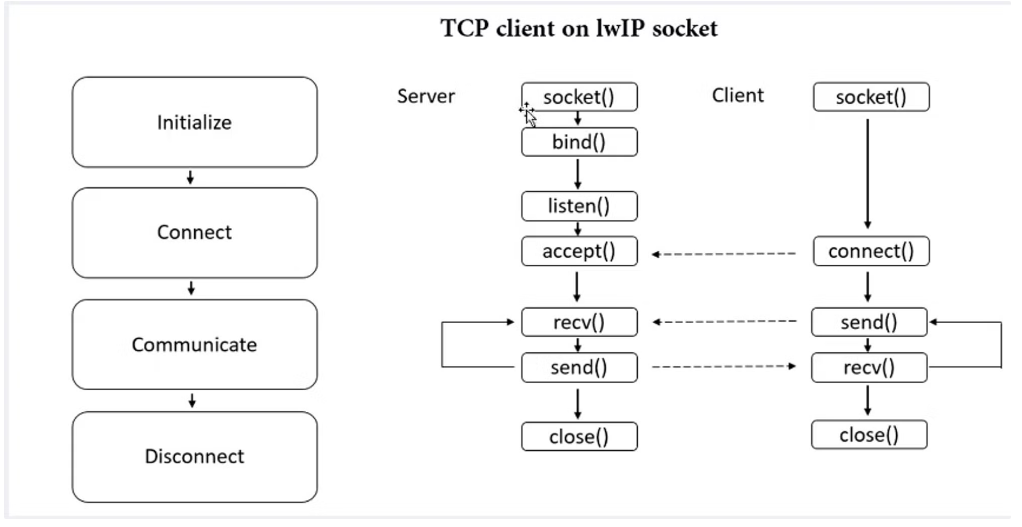 TCP client on lwIP socket
Initialize
Connect
Communicate
Disconnect
Server
socket()
bind()
listen()
accept()
recv()
send()
close()
Client
socket()
connect()
send()
recv()
close()